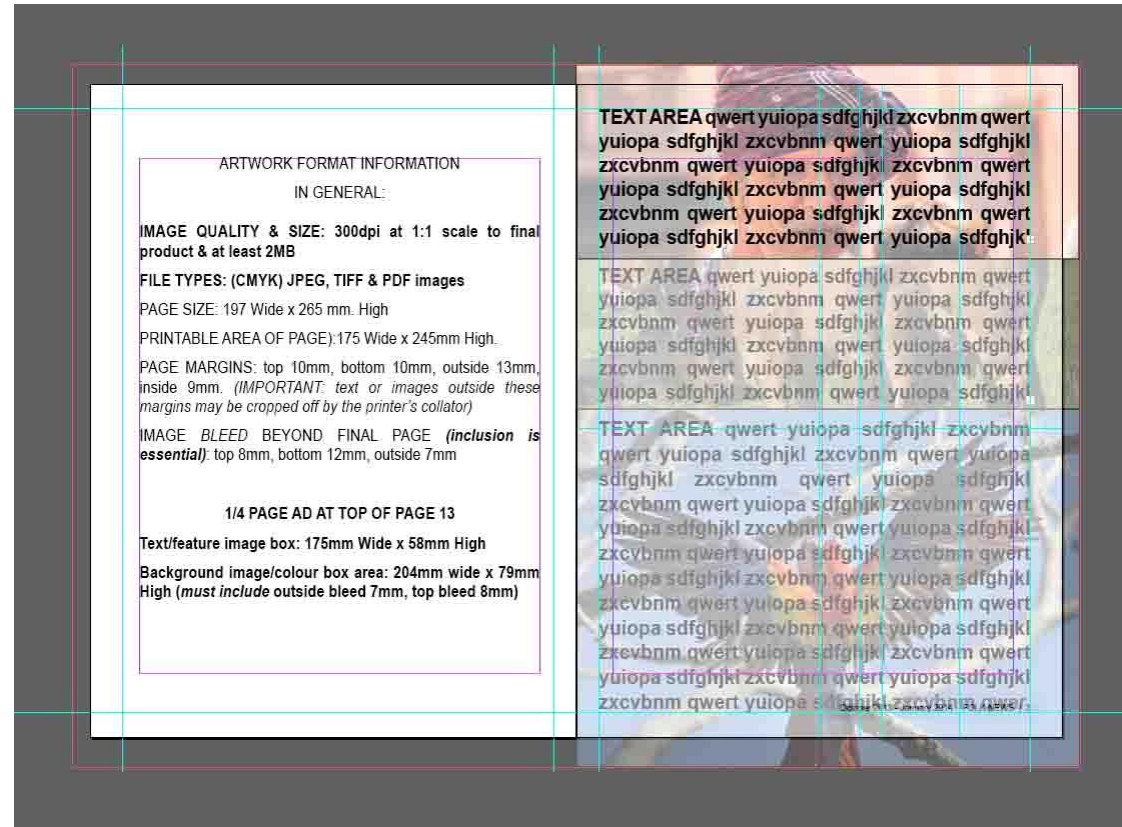 ARTWORK FORMAT INFORMATION
IN GENERAL:
IMAGE QUALITY & SIZE: 300dpi at 1:1 scale to final
product & at least 2MB
FILE TYPES: (CMYK) JPEG, TIFF & PDF images
PAGE SIZE: 197 Wide x 265 mm. High
PRINTABLE AREA OF PAGE):175 Wide x 245mm High.
PAGE MARGINS: top 10mm, bottom 10mm, outside 13mm,
inside 9mm. (IMPORTANT: text or images outside these
margins may be cropped off by the printer's collator)
IMAGE BLEED BEYOND FINAL PAGE (inclusion is
essential): top 8mm, bottom 12mm, outside 7mm
1/4 PAGE AD AT TOP OF PAGE 13
Text/feature image box: 175mm Wide x 58mm High
Background image/colour box area: 204mm wide x 79mm
High (must include outside bleed 7mm, top bleed 8mm)
TEXT AREA qwert yuiopa sdfghjkl zxcvbnm qwert
yuiopa sdfghjkl zxcvbnm qwert yuiopa sdfghjkl
zxcvbnm qwert yuiopa sdfghjkl zxcvbnm qwert
yuiopa sdfghjkl zxcvbnm qwert yuiopa sdfghjkl
zxcvbnm qwert yuiopa sdfghjkl zxcvbnm qwert
yuiopa sdfghjkl zxcvbnm qwert yuiopa sdfghjkl
TEXT AREA qwert yuiopa sdfghjkl zxcvbnm qwert
yuiopa sdfghjkl zxcvbnm qwert yuiopa sdfghjkl
zxcvbnm qwert yuiopa sdfghjkl zxcvbnm qwert
yuiopa sdfghjkl zxcvbnm qwert yuiopa sdfghjkl
zxcvbnm qwert yuiopa sdfghjkl zxcvbnm qwert
yuiopa sdfghjkl zxcvbnm qwert yuiopa sdfghjkl
TEXT AREA qwert yuiopa sdfghjkl zxcvbnm
qwert yuiopa sdfghjkl zxcvbnm qwert yuiopa
sdfghjkl zxcvbnm qwert yuiopa sdfghjkl
zxcvbnm qwert yuiopa sdfghjkl zxcvbnm qwert
yuiopa sdfghjkl zxcvbnm qwert yuiopa sdfghjkl
zxcvbnm qwert yuiopa sdfghjkl zxcvbnm qwert
yuiopa sdfghjkl zxcvbnm qwert yuiopa sdfghjkl
zxcvbnm qwert yuiopa sdfghjkl zxcvbnm qwert
yuiopa sdfghjkl zxcvbnm qwert yuiopa sdfghjkl
zxcvbnm qwert yuiopa sdfghjkl zxcvbnm qwert
yuiopa sdfghjkl zxcvbnm qwert yuiopa sdfghjkl
zxcvbnm qwert yuiopa sdfghjkl zxcvbnm qwer